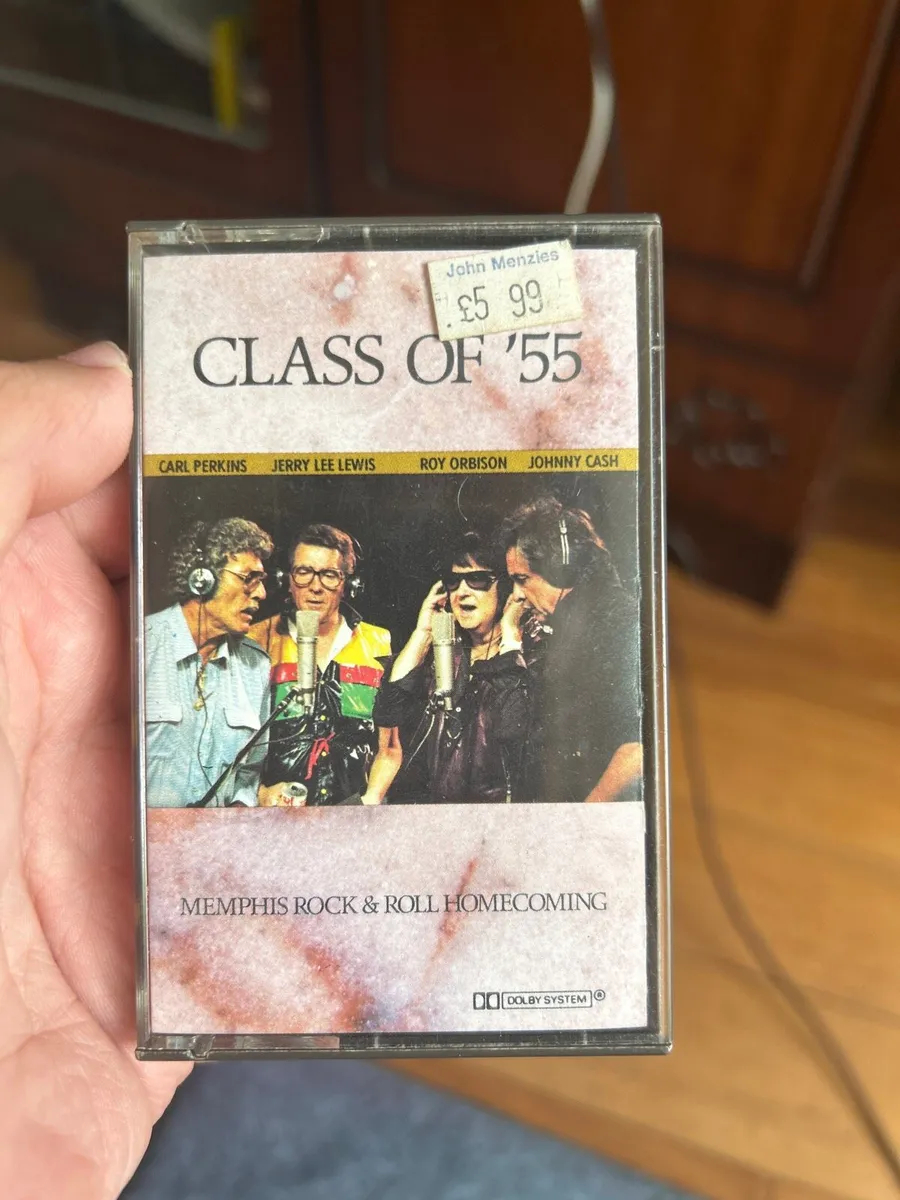 John Menzies
£5 99
CLASS OF '55
CARL PERKINS JERRY LEE LEWIS ROY ORBISON JOHNNY CASH
MEMPHIS ROCK & ROLL HOMECOMING
DOLBY SYSTEM ®